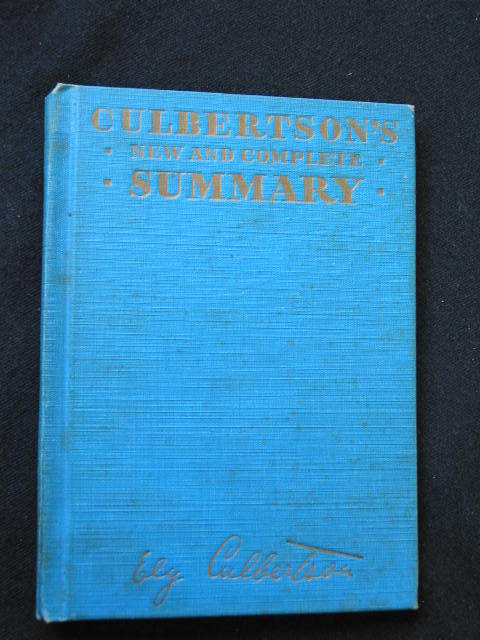 CULBERTSON'S
· NEW AND COMPLETE ·
· SUMMARY ·
Ely Culbertson